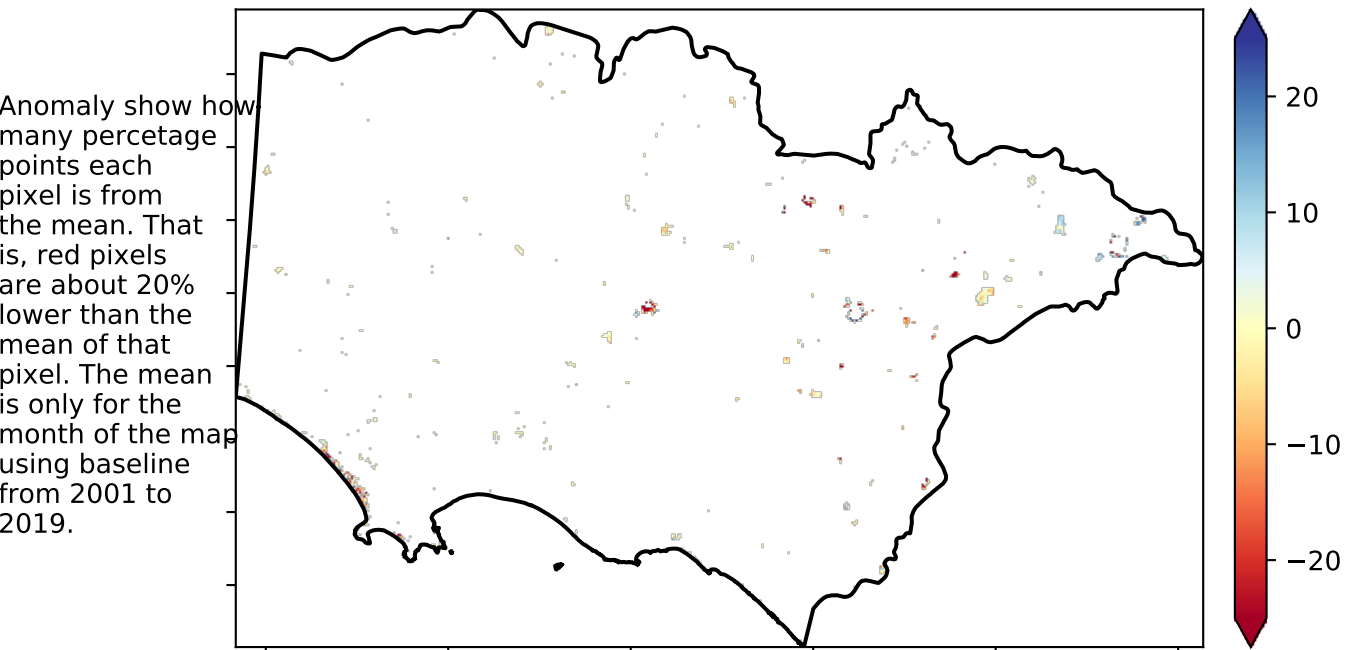 Anomaly show how
many percetage
points each
pixel is from
the mean. That
is, red pixels
are about 20%
lower than the
mean of that
pixel. The mean
is only for the
month of the map
using baseline
from 2001 to
2019.
20
10
0
−10
−20